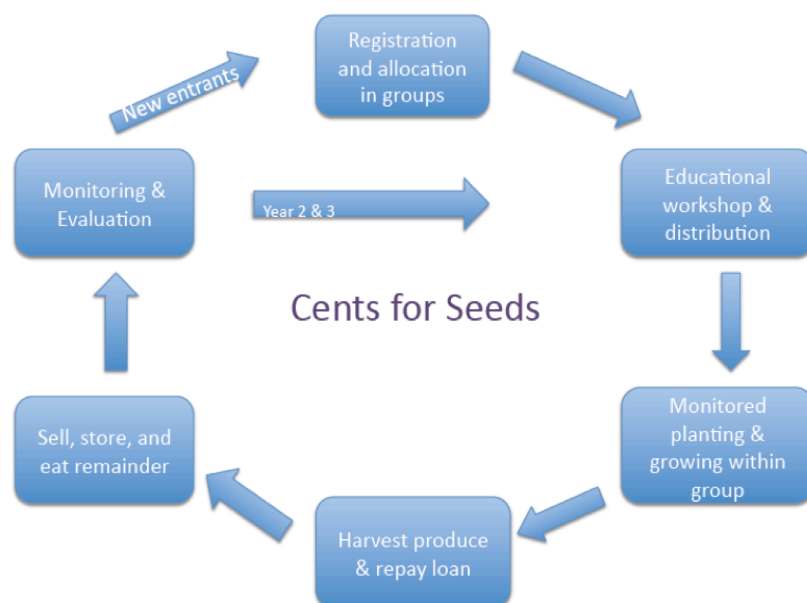 Registration
and allocation
in groups
New entrants
Monitoring &
Evaluation
Year 2 & 3
Educational
workshop &
distribution
Cents for Seeds
Sell, store, and
eat remainder
Monitored
planting &
growing within
group
Harvest produce
& repay loan